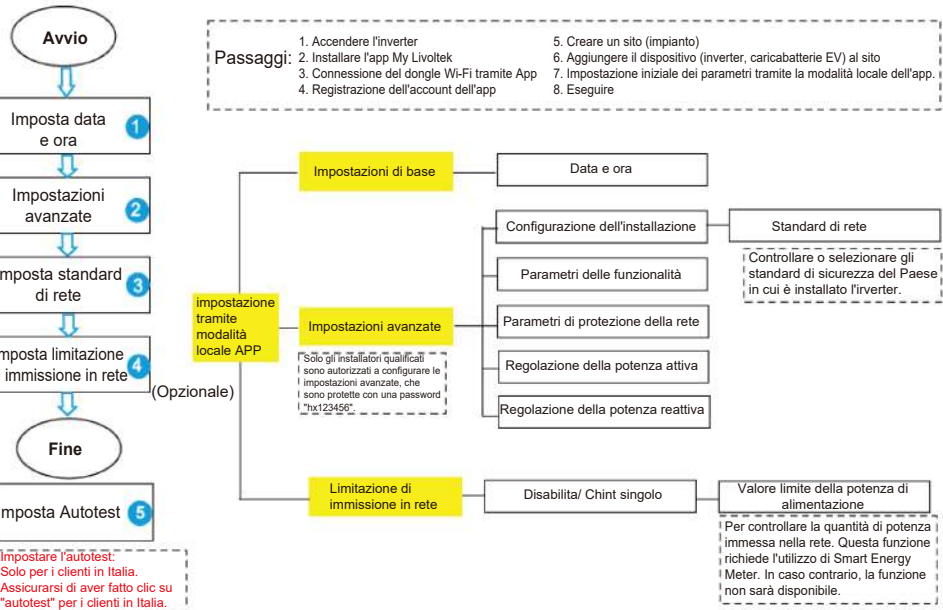 Avvio
Imposta data
e ora
1
Impostazioni
avanzate
2
mposta standard
di rete
3
mposta limitazione
immissione in rete
4
(Opzionale)
Fine
mposta Autotest
5
Impostare l'autotest:
Solo per i clienti in Italia.
Assicurarsi di aver fatto clic su
"autotest" per i clienti in Italia.
Passaggi:
1. Accendere l'inverter
2. Installare l'app My Livoltek
3. Connessione del dongle Wi-Fi tramite App
4. Registrazione dell'account dell'app
5. Creare un sito (impianto)
6. Aggiungere il dispositivo (inverter, caricabatterie EV) al sito
7. Impostazione iniziale dei parametri tramite la modalità locale dell'app.
8. Eseguire
impostazione
tramite
modalità
locale APP
Impostazioni di base
Data e ora
Impostazioni avanzate
Solo gli installatori qualificati
sono autorizzati a configurare le
impostazioni avanzate, che
sono protette con una password
"hx123456".
Configurazione dell'installazione
Standard di rete
Controllare o selezionare gli
standard di sicurezza del Paese
in cui è installato l'irverter.
Parametri delle funzionalità
Parametri di protezione della rete
Regolazione della potenza attiva
Regolazione della potenza reattiva
Limitazione di
immissione in rete
Disabilita/ Chint singolo
Valore limite della potenza di
alimentazione
Per controllare la quantità di potenza
immessa nella rete. Questa funzione
richiede l'utilizzo di Smart Energy
Meter. In caso contrario, la funzione
non sarà disponibile.